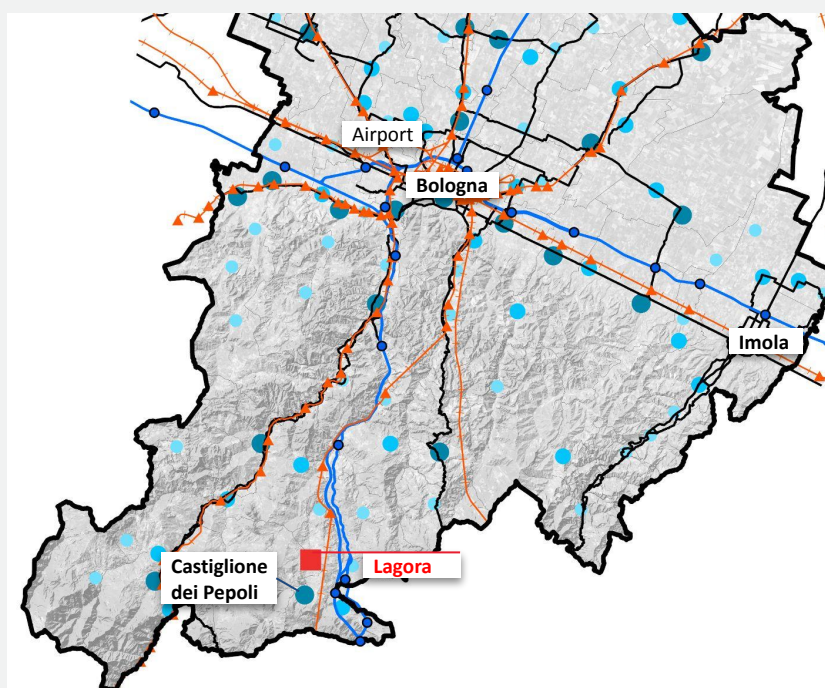 Airport
Bologna
Imola
Castiglione
dei Pepoli
Lagora